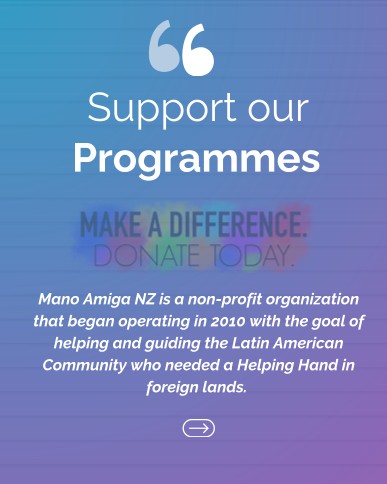 Support our
Programmes
MAKE A DIFFERENCE.
DONATE TODAY.
Mano Amiga NZ is a non-profit organization
that began operating in 2010 with the goal of
helping and guiding the Latin American
Community who needed a Helping Hand in
foreign lands.